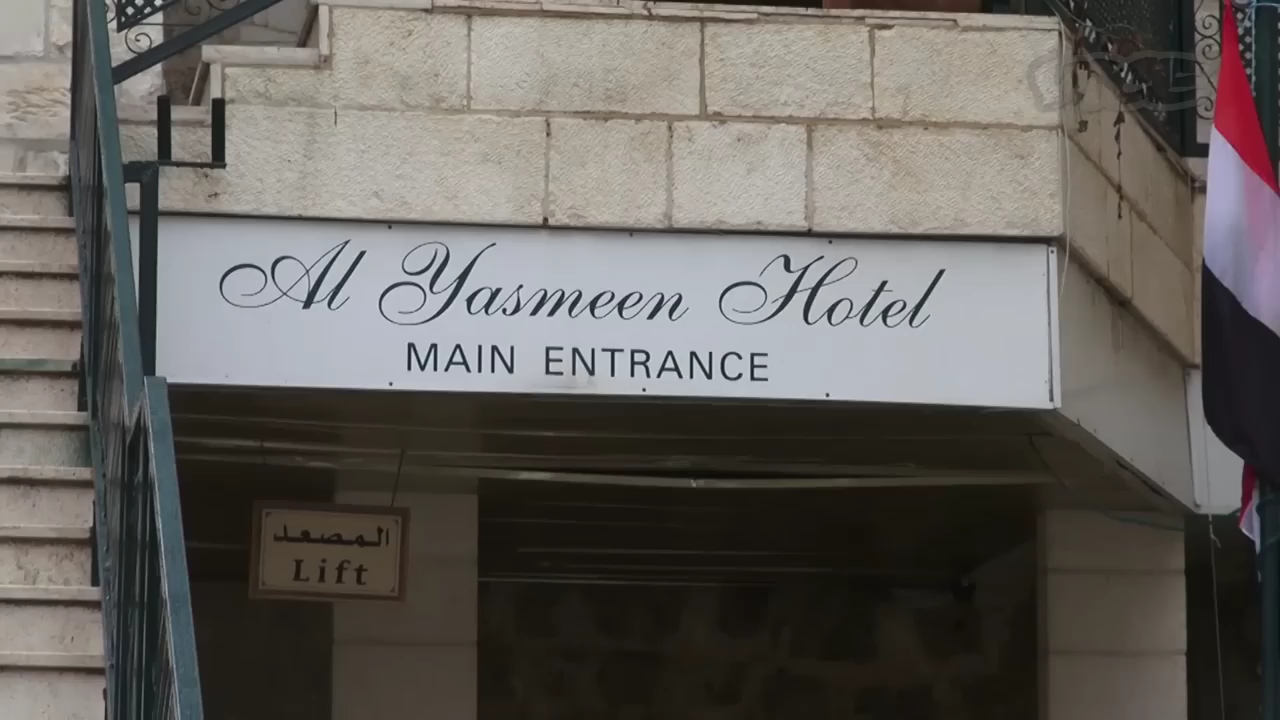 Al Yasmeen Hotel
MAIN ENTRANCE
المصعد
Lift